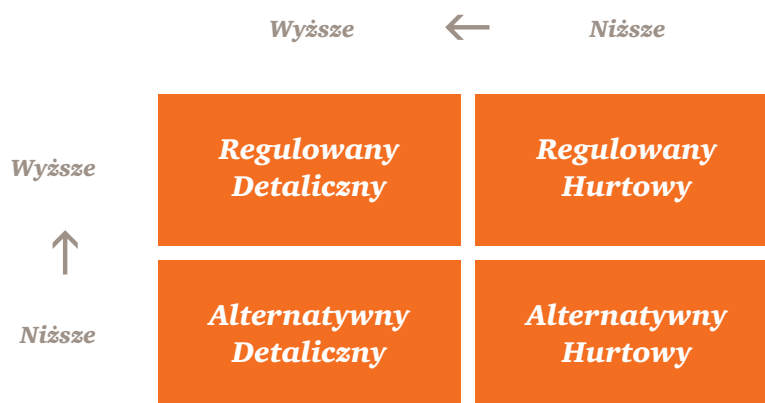 Wyższe ← Niższe
Wyższe
Regulowany
Detaliczny
Regulowany
Hurtowy
↑
Niższe
Alternatywny
Detaliczny
Alternatywny
Hurtowy